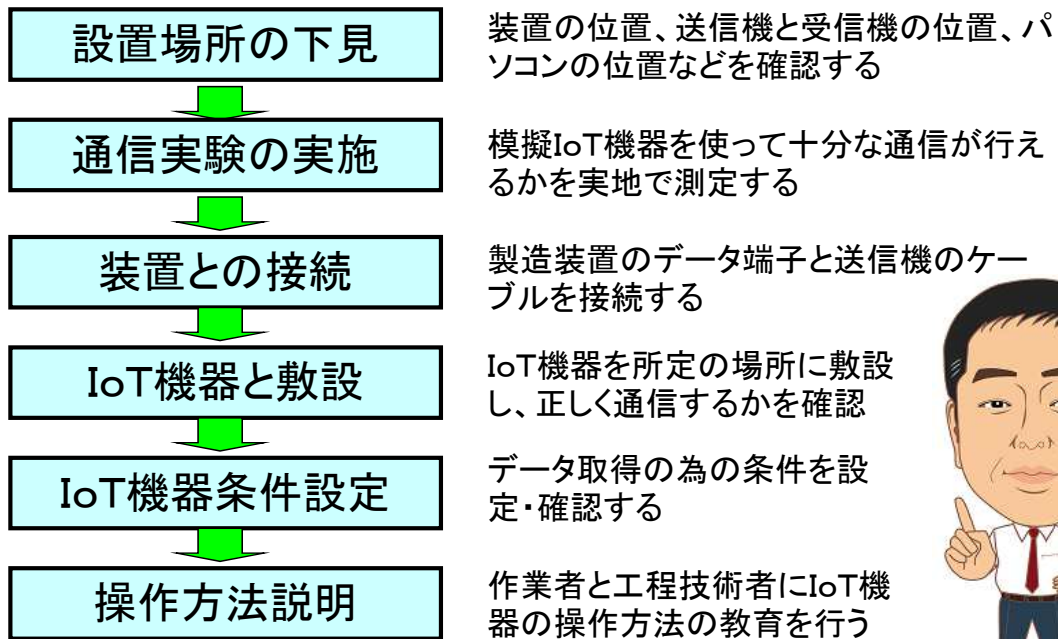 設置場所の下見
装置の位置、送信機と受信機の位置、パ
ソコンの位置などを確認する
通信実験の実施
模擬IoT機器を使って十分な通信が行え
るかを実地で測定する
装置との接続
製造装置のデータ端子と送信機のケー
ブルを接続する
IoT機器と敷設
IoT機器を所定の場所に敷設
し、正しく通信するかを確認
IoT機器条件設定
データ取得の為の条件を設
定・確認する
操作方法説明
作業者と工程技術者にIoT機
器の操作方法の教育を行う